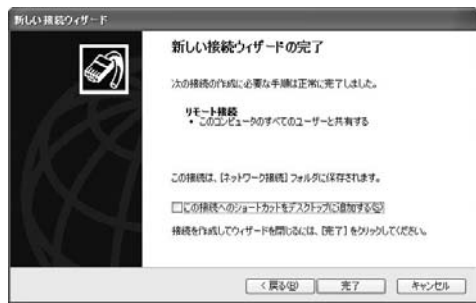 新しい接続ウィザード
新しい接続ウィザードの完了
次の接続の作成に必要な手順は正常に完了しました。
リモート接続
• このコンピュータのすべてのユーザーと共有する
この接続は、[ネットワーク接続] フォルダに保存されます。
この接続へのショートカットをデスクトップに追加する(S)
接続を作成してウィザードを閉じるには、[完了] をクリックしてください。
< 戻る(B)
完了
キャンセル